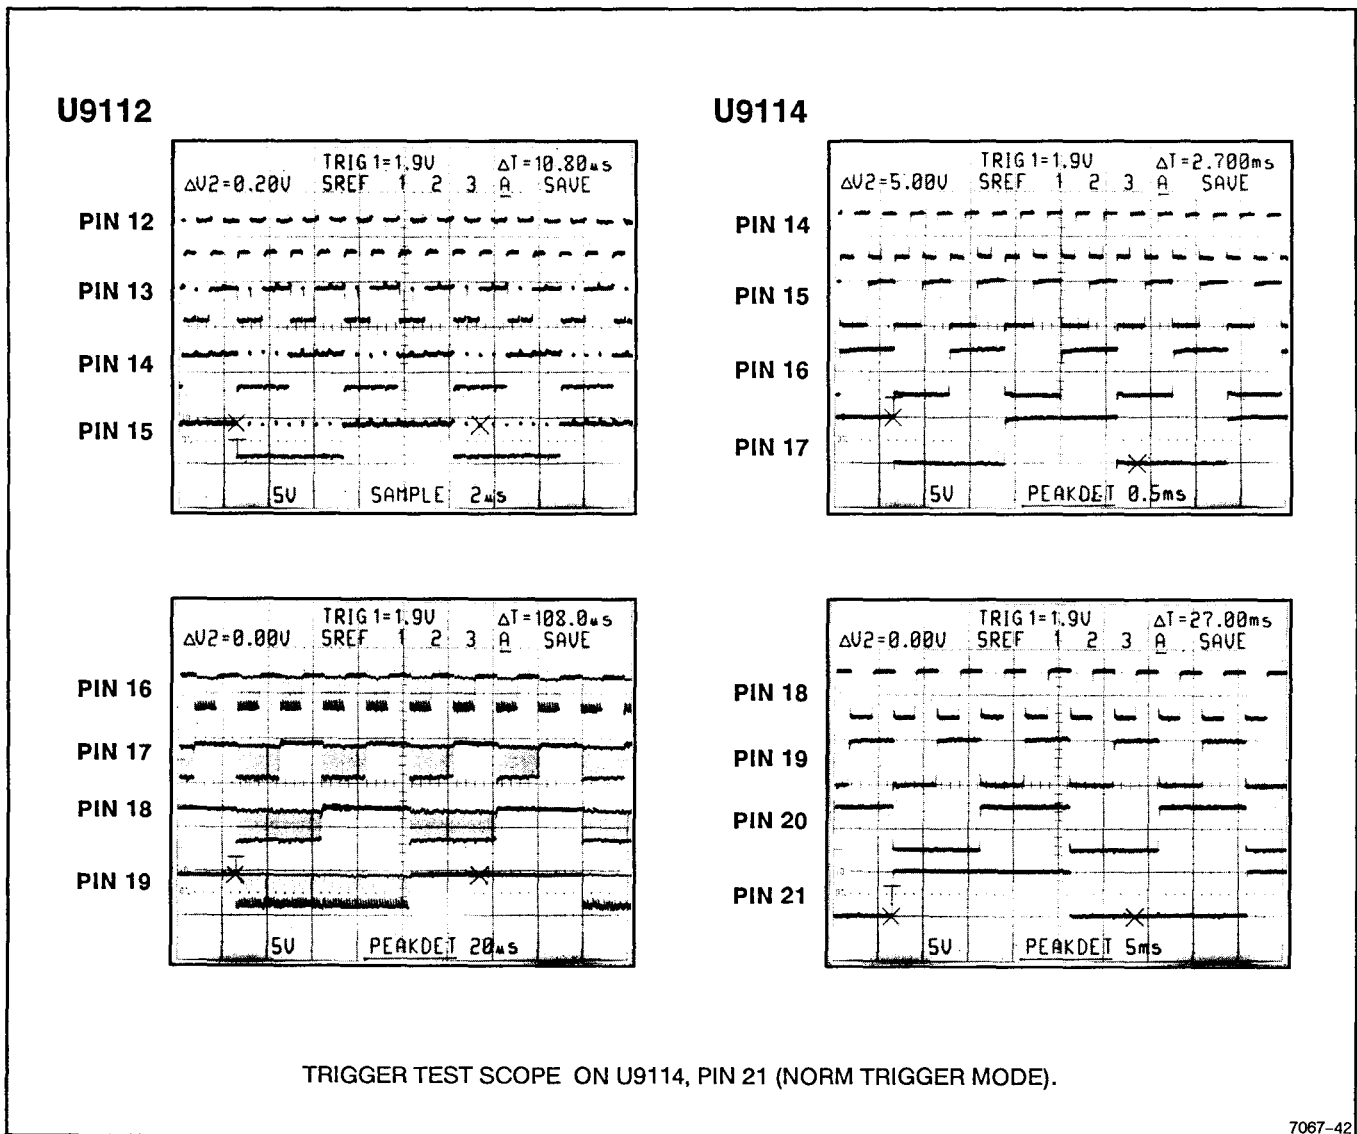 U9112
TRIG 1=1.9V ΔT=10.80μs
ΔV2=0.20V SREF 1 2 3 A SAVE
PIN 12
PIN 13
PIN 14
PIN 15
5V SAMPLE 2μs
U9114
TRIG 1=1.9V ΔT=2.700ms
ΔV2=5.00V SREF 1 2 3 A SAVE
PIN 14
PIN 15
PIN 16
PIN 17
5V PEAKDET 0.5ms
TRIG 1=1.9V ΔT=108.0μs
ΔV2=0.00V SREF 1 2 3 A SAVE
PIN 16
PIN 17
PIN 18
PIN 19
5V PEAKDET 20μs
TRIG 1=1.9V ΔT=27.00ms
ΔV2=0.00V SREF 1 2 3 A SAVE
PIN 18
PIN 19
PIN 20
PIN 21
5V PEAKDET 5ms
TRIGGER TEST SCOPE ON U9114, PIN 21 (NORM TRIGGER MODE).
7067–42